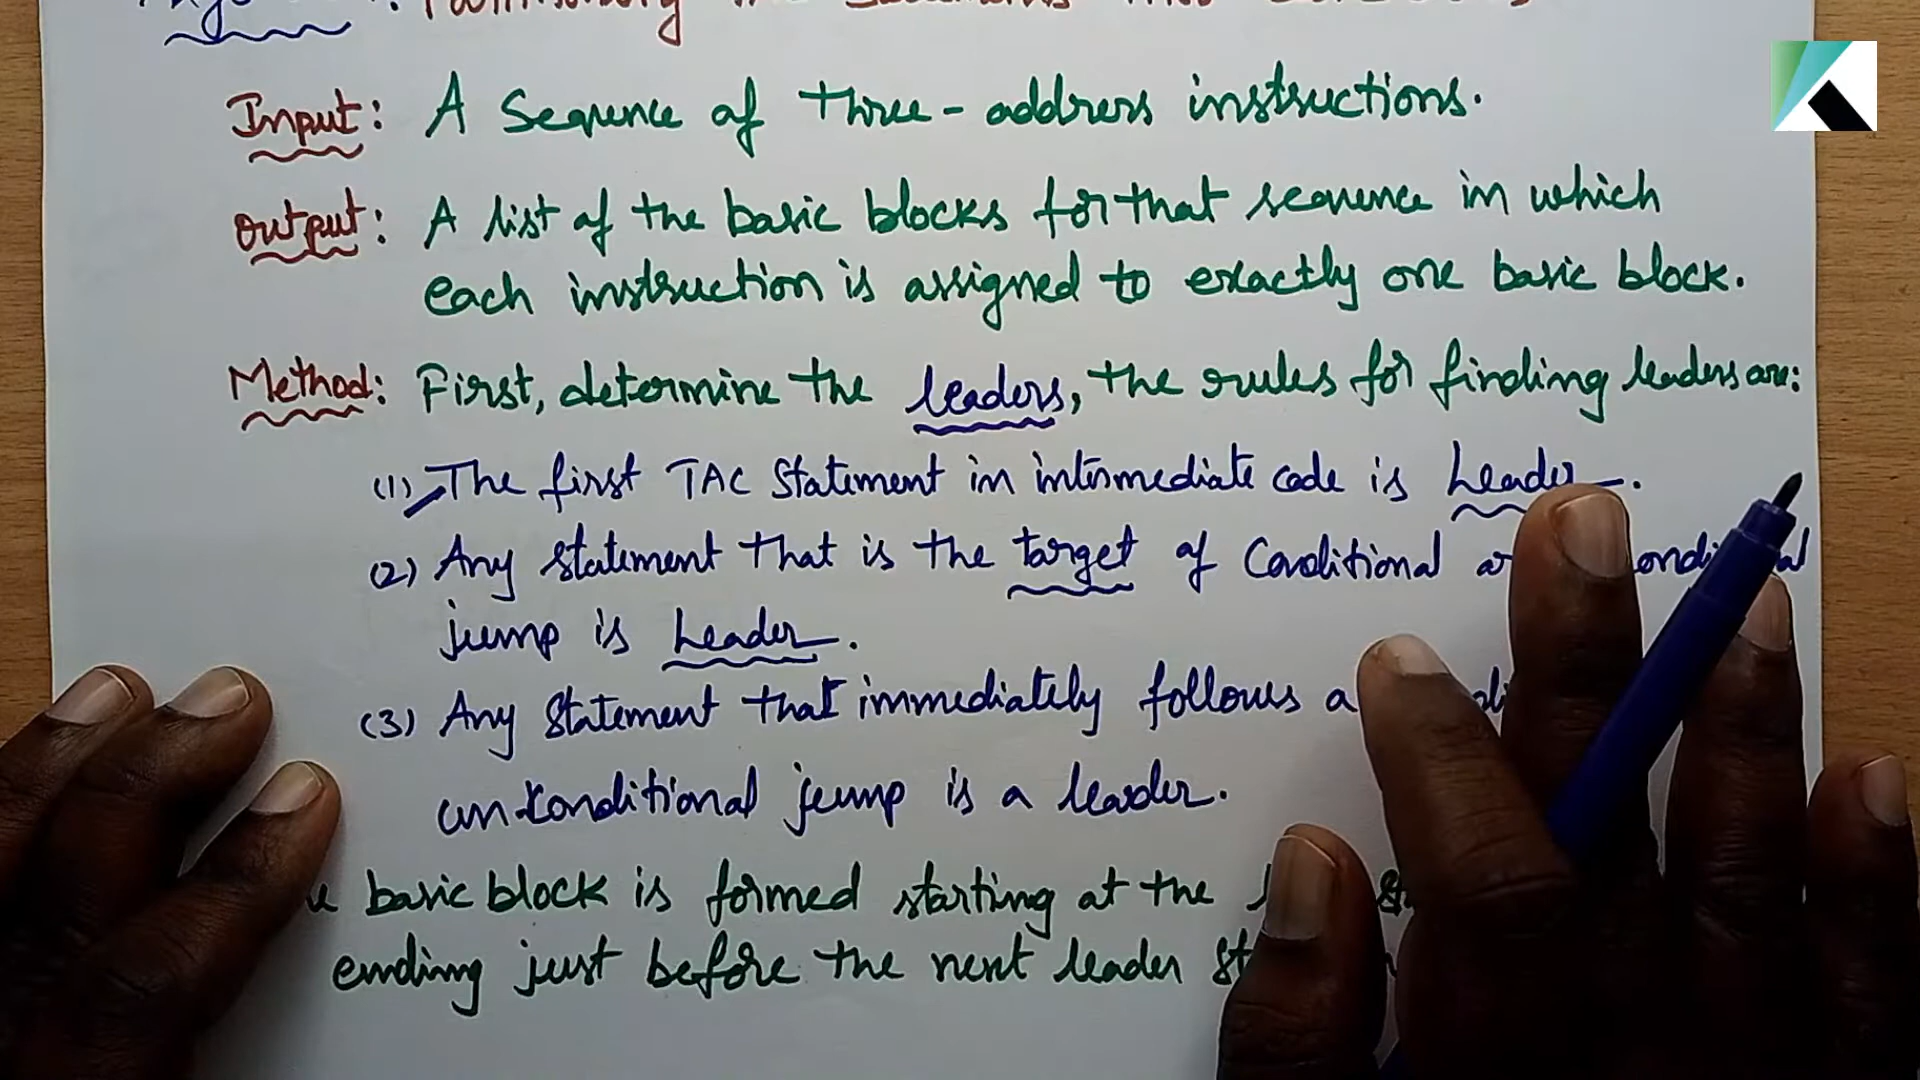 Input: A Sequence of three-address instructions.
Output: A list of the basic blocks for that sequence in which
each instruction is assigned to exactly one basic block.
Method: First, determine the leaders, the rules for finding leaders are:
(1) The first TAC Statement in intermediate code is Leader.
(2) Any statement that is the target of Conditional
jump is Leader.
(3) Any Statement that immediately follows a
unconditional jump is a leader.
basic block is formed starting at the
ending just before the next leader